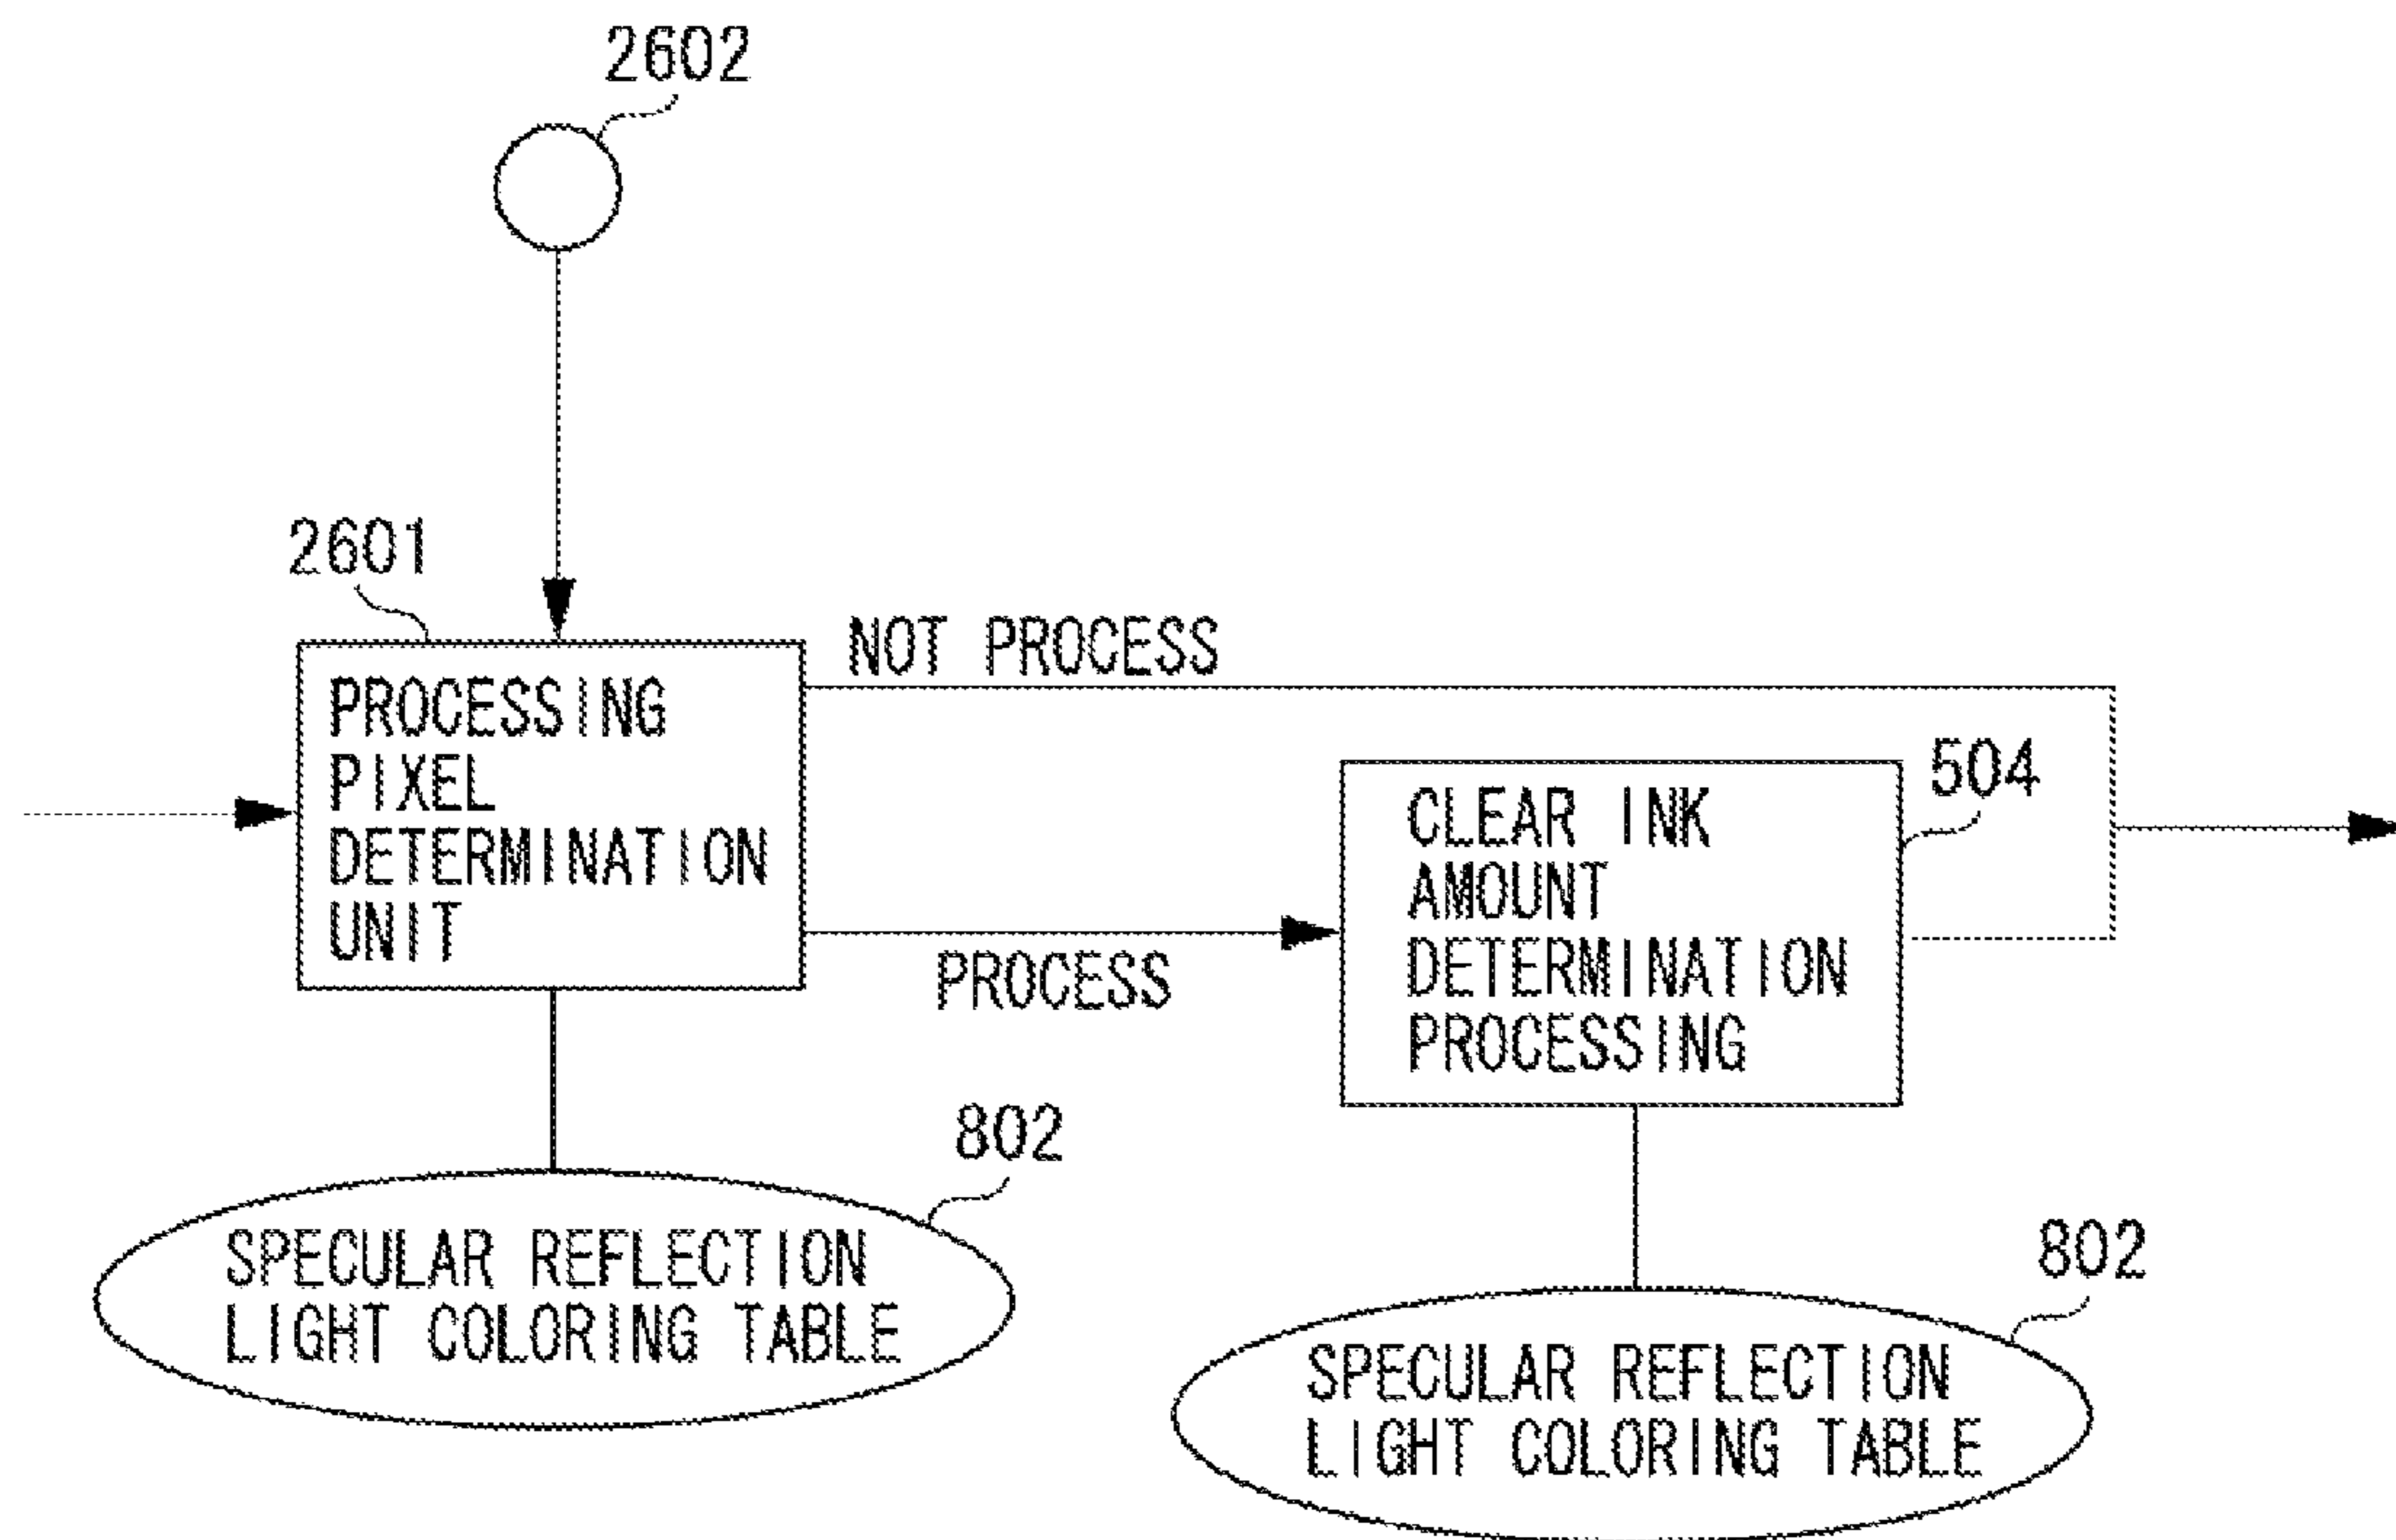 2602
2601
PROCESSING
PIXEL
DETERMINATION
UNIT
NOT PROCESS
PROCESS
504
CLEAR INK
AMOUNT
DETERMINATION
PROCESSING
802
SPECULAR REFLECTION
LIGHT COLORING TABLE
802
SPECULAR REFLECTION
LIGHT COLORING TABLE